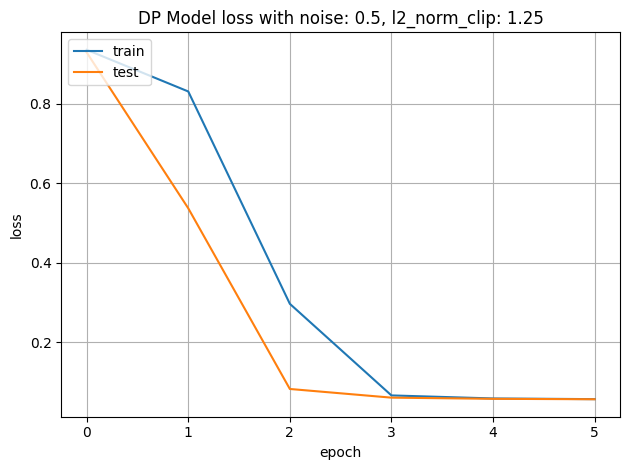 DP Model loss with noise: 0.5, l2_norm_clip: 1.25
train
test
0.8
0.6
0.4
0.2
loss
0 1 2 3 4 5
epoch